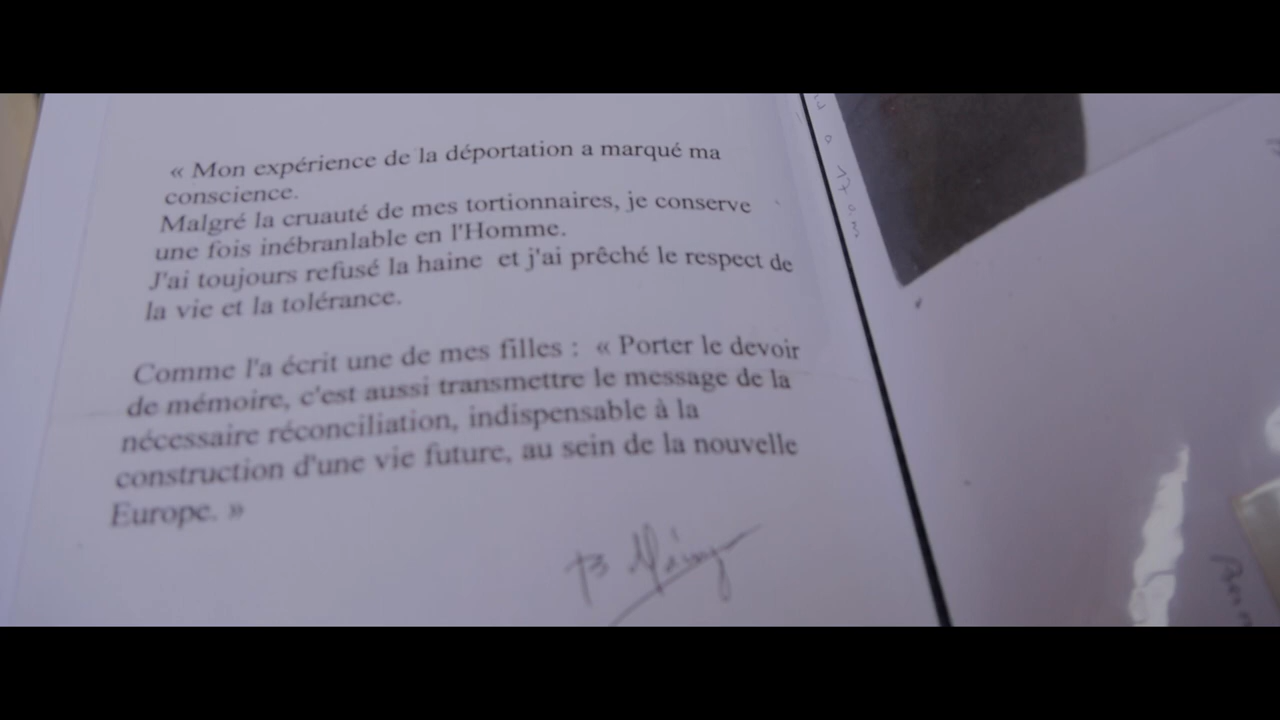 « Mon expérience de la déportation a marqué ma
conscience.
Malgré la cruauté de mes tortionnaires, je conserve
une fois inébranlable en l'Homme.
J'ai toujours refusé la haine et j'ai prêché le respect de
la vie et la tolérance.
Comme l'a écrit une de mes filles : « Porter le devoir
de mémoire, c'est aussi transmettre le message de la
nécessaire réconciliation, indispensable à la
construction d'une vie future, au sein de la nouvelle
Europe. »